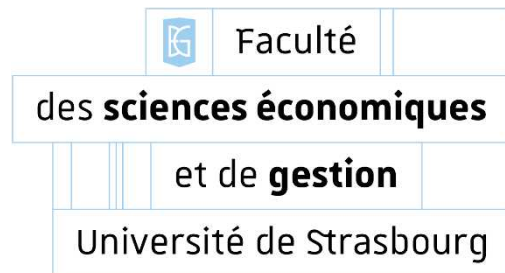 Faculté
des sciences économiques
et de gestion
Université de Strasbourg